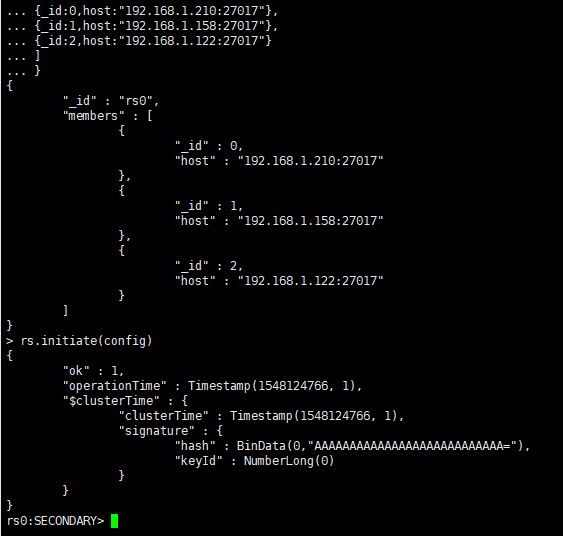 ... {_id:0,host:"192.168.1.210:27017"},
... {_id:1,host:"192.168.1.158:27017"},
... {_id:2,host:"192.168.1.122:27017"}
... ]
... }
{
        "_id" : "rs0",
        "members" : [
                {
                        "_id" : 0,
                        "host" : "192.168.1.210:27017"
                },
                {
                        "_id" : 1,
                        "host" : "192.168.1.158:27017"
                },
                {
                        "_id" : 2,
                        "host" : "192.168.1.122:27017"
                }
        ]
}
> rs.initiate(config)
{
        "ok" : 1,
        "operationTime" : Timestamp(1548124766, 1),
        "$clusterTime" : {
                "clusterTime" : Timestamp(1548124766, 1),
                "signature" : {
                        "hash" : BinData(0,"AAAAAAAAAAAAAAAAAAAAAAAAAAA="),
                        "keyId" : NumberLong(0)
                }
        }
}
rs0:SECONDARY>